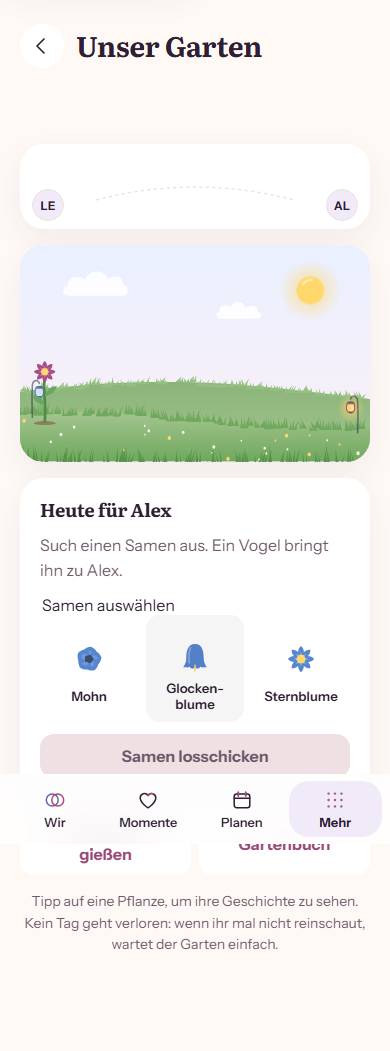 Unser Garten
LE
AL
Heute für Alex
Such einen Samen aus. Ein Vogel bringt
ihn zu Alex.
Samen auswählen
Mohn
Glocken-
blume
Sternblume
Samen losschicken
Wir
Momente
Planen
Mehr
gießen
Gartenbuch
Tipp auf eine Pflanze, um ihre Geschichte zu sehen.
Kein Tag geht verloren: wenn ihr mal nicht reinschaut,
wartet der Garten einfach.